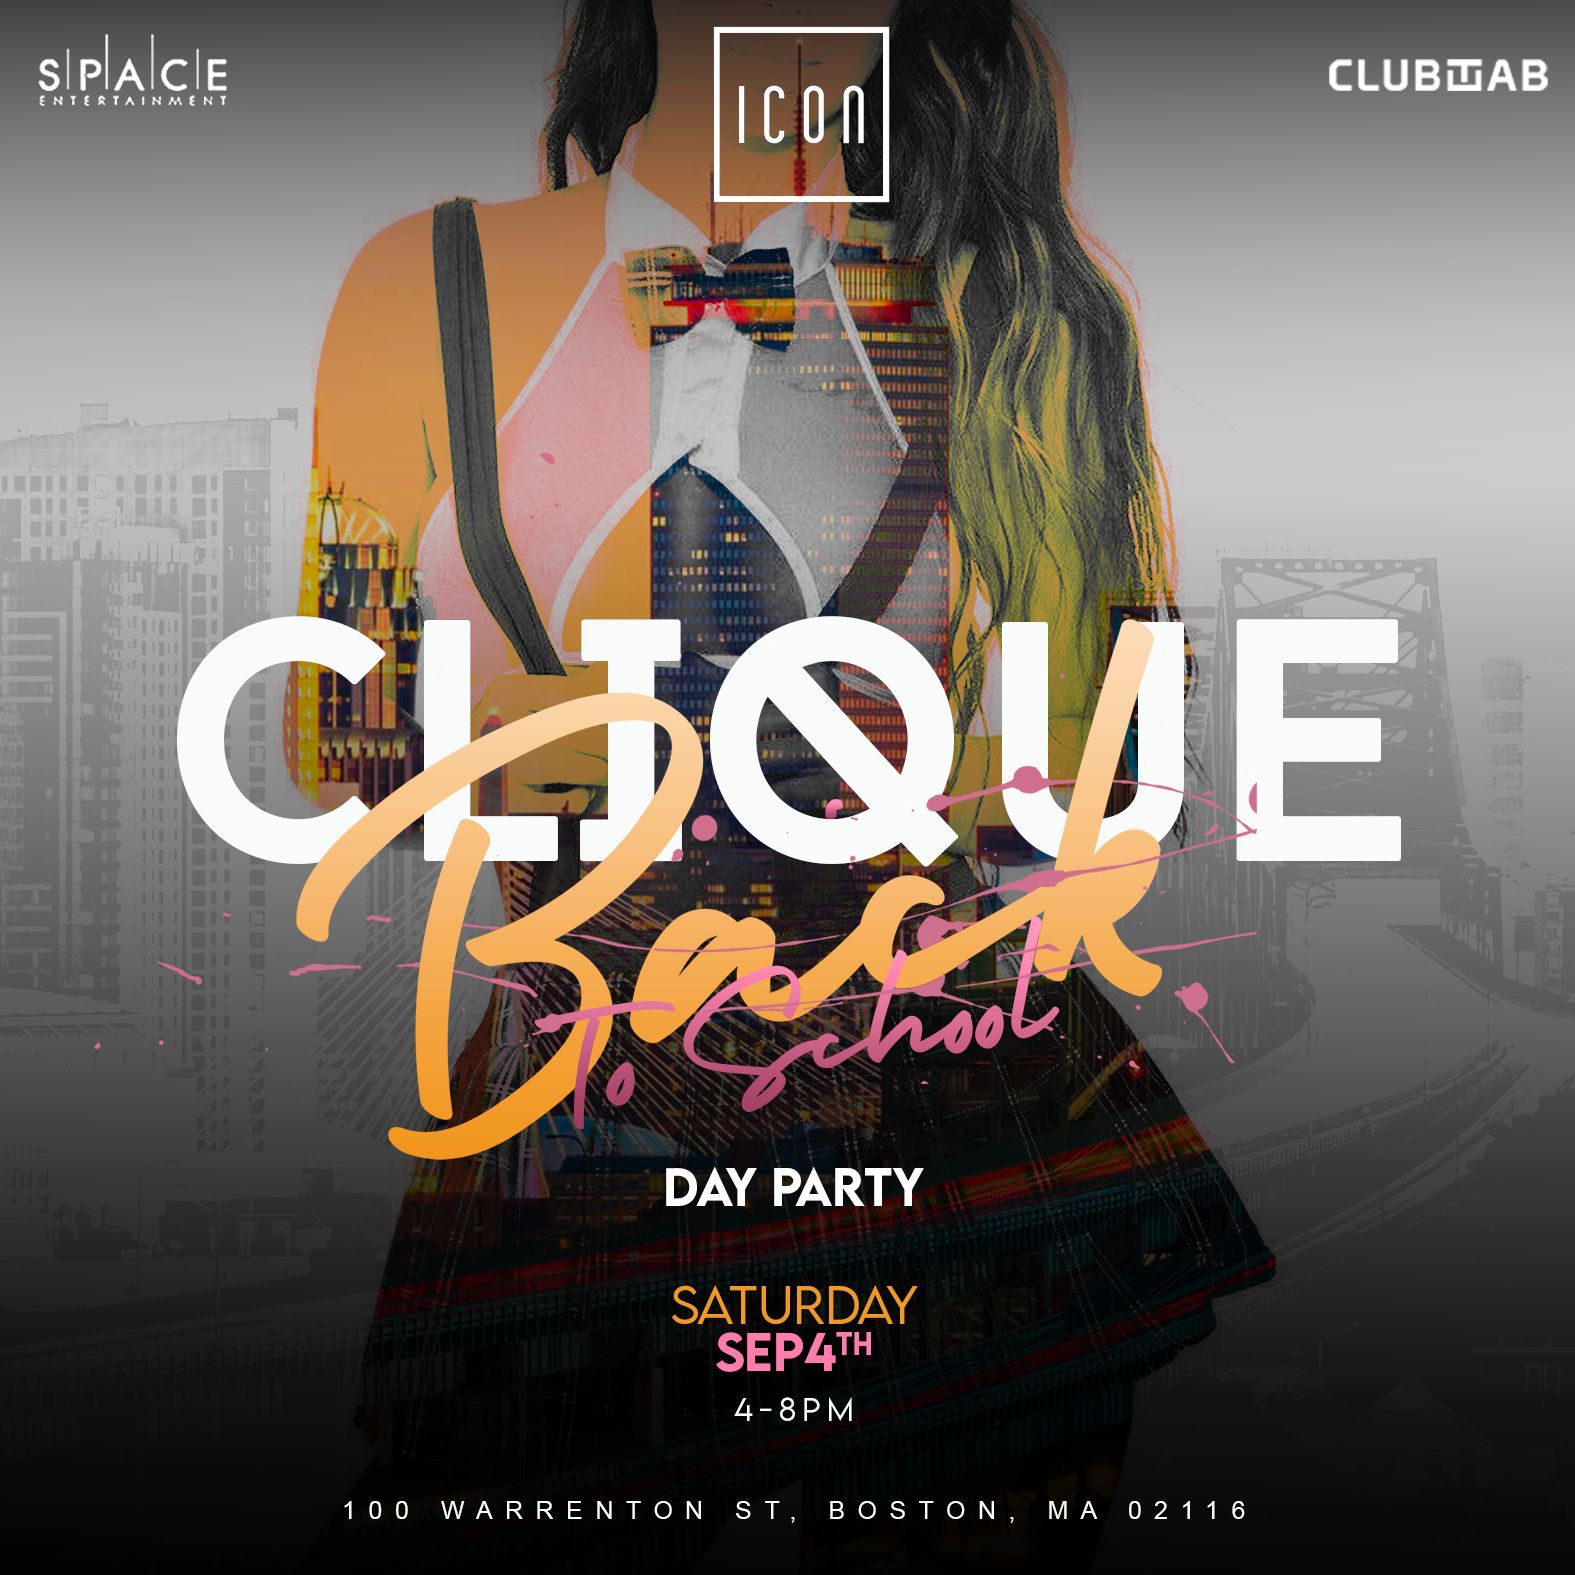 S|P|A|C|E
ENTERTAINMENT
ICON
CLUBTAB
CLIQUE
Back
To School
DAY PARTY
SATURDAY
SEP4TH
4-8PM
100 WARRENTON ST, BOSTON, MA 02116